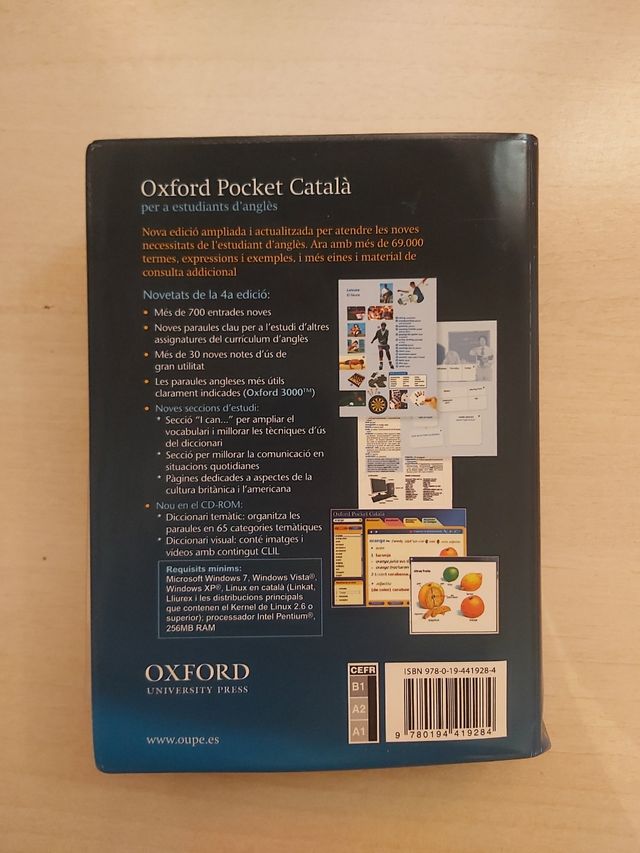 Oxford Pocket Català
per a estudiants d'anglès
Nova edició ampliada i actualitzada per atendre les noves
necessitats de l'estudiant d'anglès. Ara amb més de 69.000
termes, expressions i exemples, i més eines i material de
consulta addicional
Novetats de la 4a edició:
• Més de 700 entrades noves
• Noves paraules clau per a l'estudi d'altres
assignatures del currículum d'anglès
• Més de 30 noves notes d'ús de
gran utilitat
• Les paraules angleses més útils
clarament indicades (Oxford 3000™)
• Noves seccions d'estudi:
* Secció "I can..." per ampliar el
vocabulari i millorar les tècniques d'ús
del diccionari
* Secció per millorar la comunicació en
situacions quotidianes
* Pàgines dedicades a aspectes de la
cultura britànica i l'americana
• Nou en el CD-ROM:
* Diccionari temàtic: organitza les
paraules en 65 categories temàtiques
* Diccionari visual: conté imatges i
vídeos amb contingut CLIL
Requisits mínims:
Microsoft Windows 7, Windows Vista®,
Windows XP®, Linux en català (Linkat,
Lliurex i les distribucions principals
que contenen el Kernel de Linux 2.6 o
superior); processador Intel Pentium®,
256MB RAM
Leisure
Oxford Pocket Català
orange
taronja
OXFORD
UNIVERSITY PRESS
www.oupe.es
CEFR
B1
A2
A1
ISBN 978-0-19-441928-4
9 780194 419284